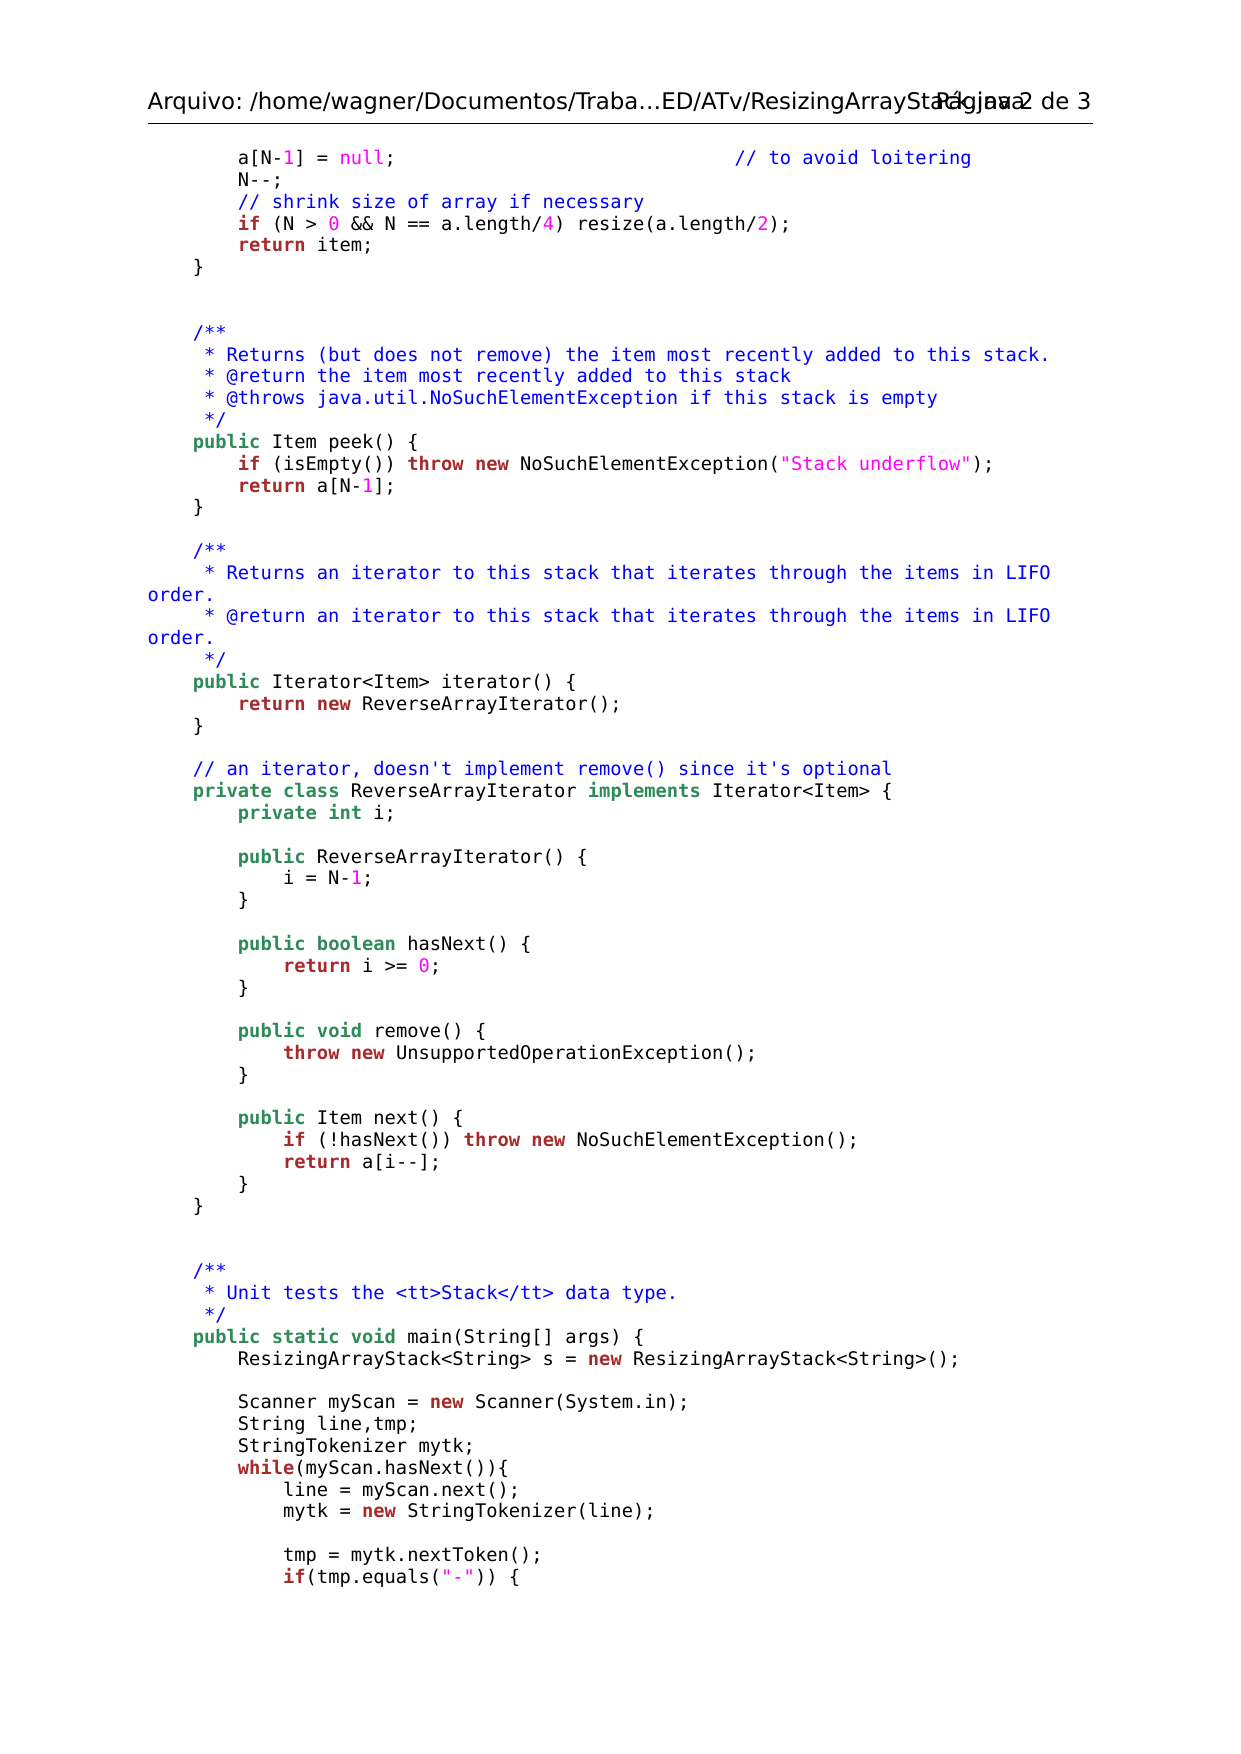 Arquivo: /home/wagner/Documentos/Traba…ED/ATv/ResizingArrayStack.java Página 2 de 3
        a[N-1] = null;                              // to avoid loitering
        N--;
        // shrink size of array if necessary
        if (N > 0 && N == a.length/4) resize(a.length/2);
        return item;
    }


    /**
     * Returns (but does not remove) the item most recently added to this stack.
     * @return the item most recently added to this stack
     * @throws java.util.NoSuchElementException if this stack is empty
     */
    public Item peek() {
        if (isEmpty()) throw new NoSuchElementException("Stack underflow");
        return a[N-1];
    }

    /**
     * Returns an iterator to this stack that iterates through the items in LIFO
order.
     * @return an iterator to this stack that iterates through the items in LIFO
order.
     */
    public Iterator<Item> iterator() {
        return new ReverseArrayIterator();
    }

    // an iterator, doesn't implement remove() since it's optional
    private class ReverseArrayIterator implements Iterator<Item> {
        private int i;

        public ReverseArrayIterator() {
            i = N-1;
        }

        public boolean hasNext() {
            return i >= 0;
        }

        public void remove() {
            throw new UnsupportedOperationException();
        }

        public Item next() {
            if (!hasNext()) throw new NoSuchElementException();
            return a[i--];
        }
    }


    /**
     * Unit tests the <tt>Stack</tt> data type.
     */
    public static void main(String[] args) {
        ResizingArrayStack<String> s = new ResizingArrayStack<String>();

        Scanner myScan = new Scanner(System.in);
        String line,tmp;
        StringTokenizer mytk;
        while(myScan.hasNext()){
            line = myScan.next();
            mytk = new StringTokenizer(line);

            tmp = mytk.nextToken();
            if(tmp.equals("-")) {